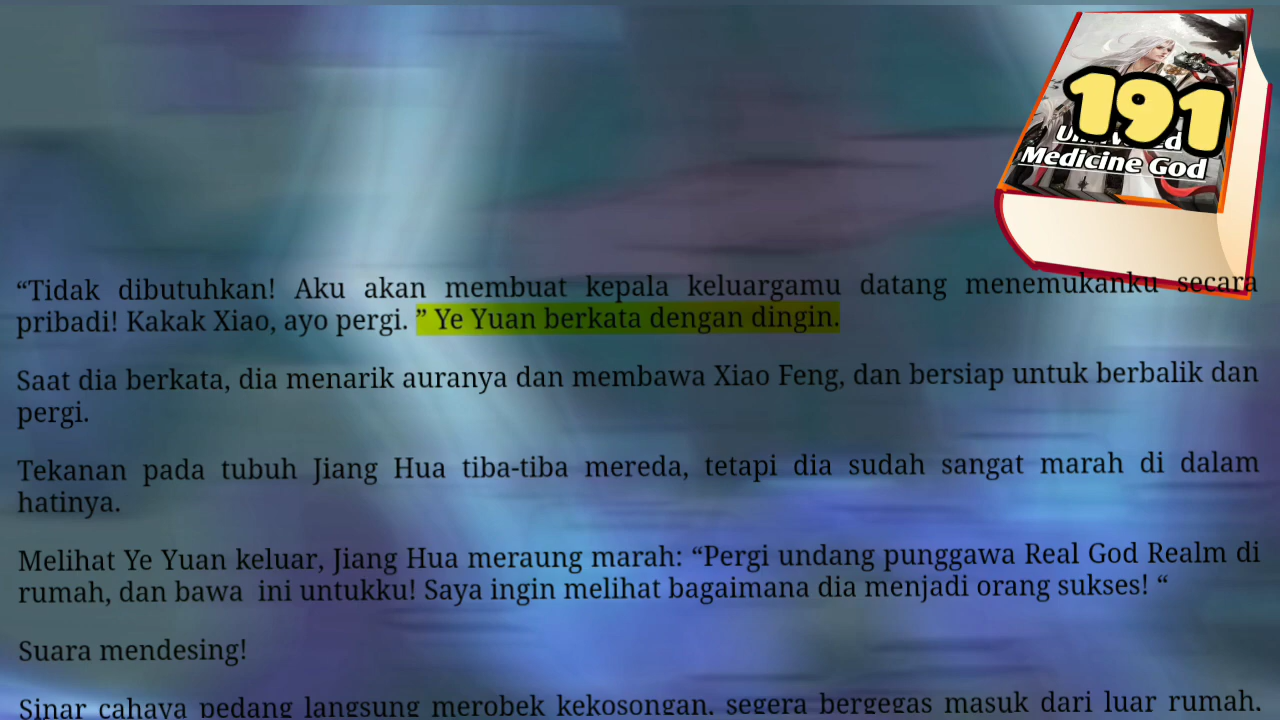 191
Medicine God
“Tidak dibutuhkan! Aku akan membuat kepala keluargamu datang menemukanku secara
pribadi! Kakak Xiao, ayo pergi. ” Ye Yuan berkata dengan dingin.
Saat dia berkata, dia menarik auranya dan membawa Xiao Feng, dan bersiap untuk berbalik dan
pergi.
Tekanan pada tubuh Jiang Hua tiba-tiba mereda, tetapi dia sudah sangat marah di dalam
hatinya.
Melihat Ye Yuan keluar, Jiang Hua meraung marah: “Pergi undang punggawa Real God Realm di
rumah, dan bawa  ini untukku! Saya ingin melihat bagaimana dia menjadi orang sukses! “
Suara mendesing!
Sinar cahaya pedang langsung merobek kekosongan, segera bergegas masuk dari luar rumah.